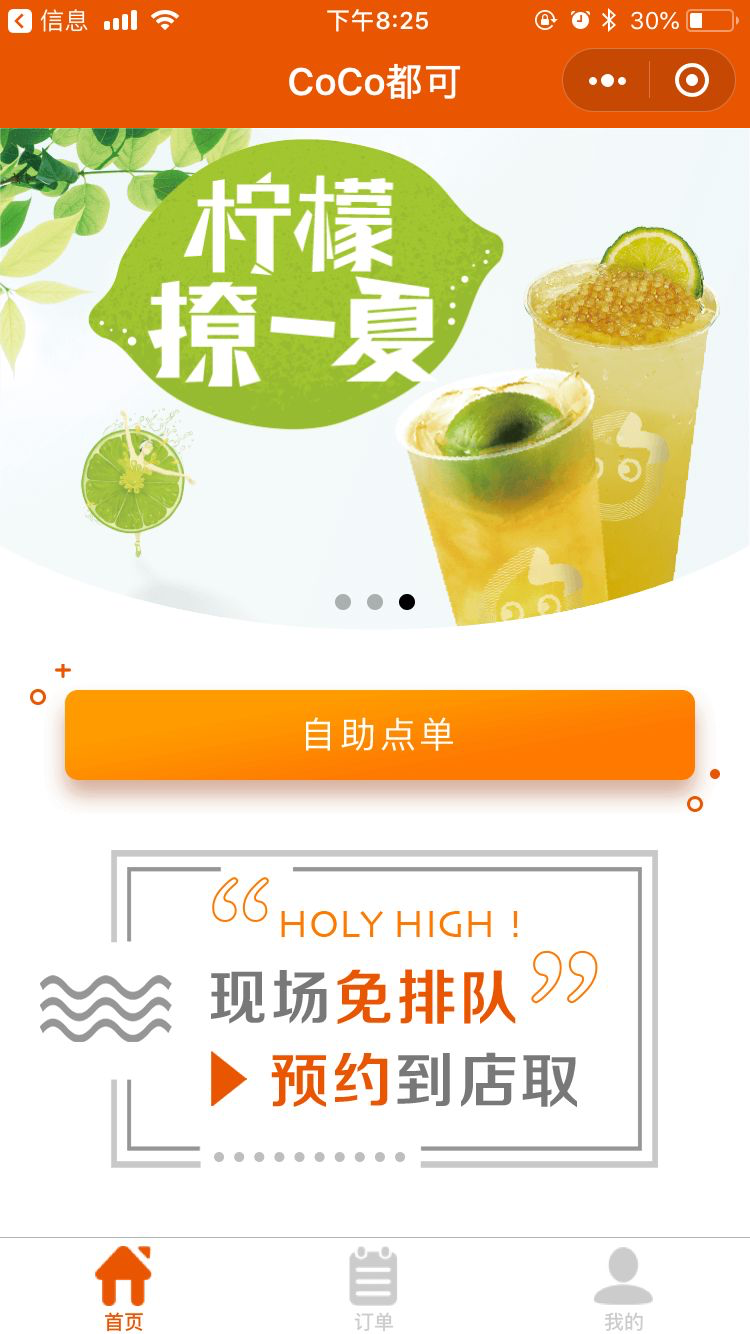 信息
下午8:25
30%
CoCo都可
柠檬
撩一夏
自助点单
“HOLY HIGH！
现场免排队”
预约到店取
首页
订单
我的